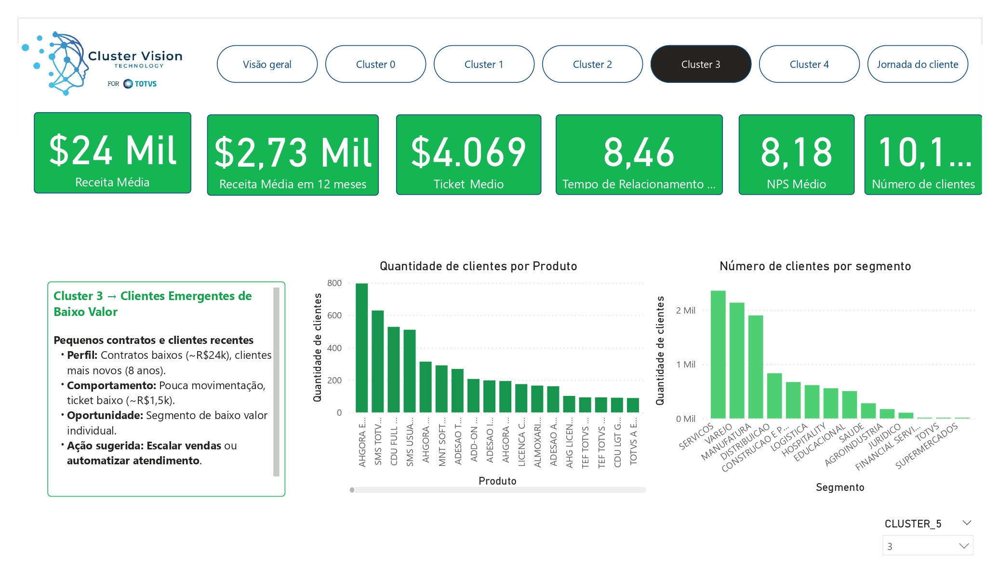 Cluster Vision
TECHNOLOGY
FOR TOTVS
Visão geral
Cluster 0
Cluster 1
Cluster 2
Cluster 3
Cluster 4
Jornada do cliente
$24 Mil
Receita Média
$2,73 Mil
Receita Média em 12 meses
$4.069
Ticket Medio
8,46
Tempo de Relacionamento ...
8,18
NPS Médio
10,1...
Número de clientes
Cluster 3 → Clientes Emergentes de
Baixo Valor
Pequenos contratos e clientes recentes
• Perfil: Contratos baixos (~R$24k), clientes
mais novos (8 anos).
• Comportamento: Pouca movimentação,
ticket baixo (~R$1,5k).
• Oportunidade: Segmento de baixo valor
individual.
• Ação sugerida: Escalar vendas ou
automatizar atendimento.
Quantidade de clientes por Produto
Quantidade de clientes
800
600
400
200
0
AHGORA E...
SMS TOTV...
CDU FULL ...
SMS USUA...
AHGORA ...
MNT SOFT...
ADESAO T...
ADD-ON ...
ADESAO I...
AHGORA ...
LICENCA C...
ALMOXARI...
ADESAO A...
AHG LICEN...
TEF TOTVS ...
TEF TOTVS ...
CDU LGT G...
TOTVS A E...
Produto
Número de clientes por segmento
Quantidade de clientes
2 Mil
1 Mil
0 Mil
SERVICOS
VAREJO
MANUFATURA
DISTRIBUICAO
CONSTRUCAO E P...
LOGISTICA
HOSPITALITY
EDUCACIONAL
SAUDE
AGROINDUSTRIA
JURIDICO
FINANCIAL SERVI...
TOTVS
SUPERMERCADOS
Segmento
CLUSTER_5
3